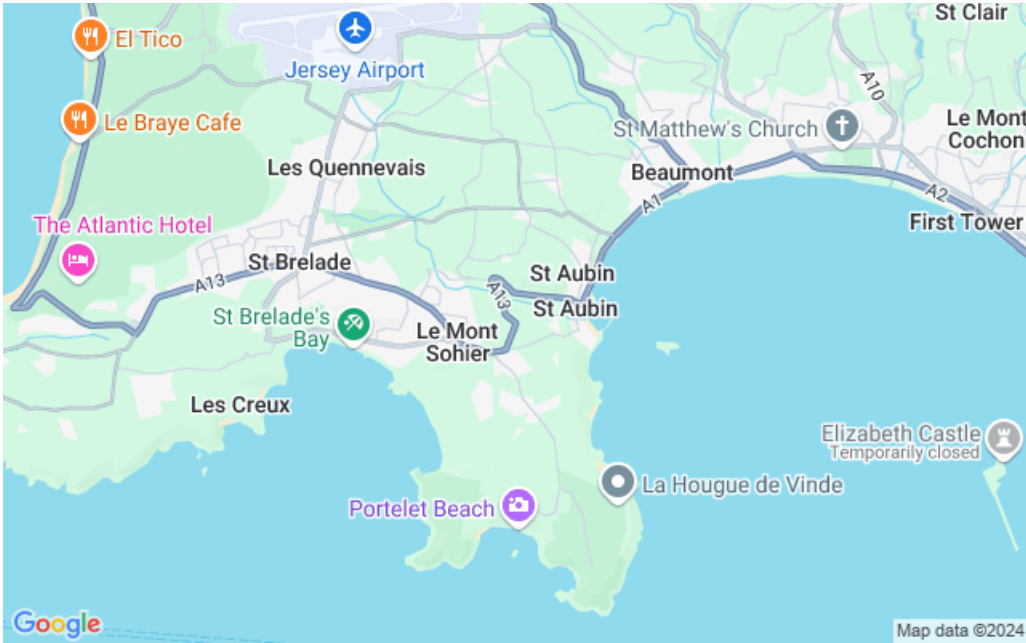 St Clair
El Tico
Jersey Airport
A10
Le Braye Cafe
St Matthew's Church
Le Mont
Cochon
Les Quennevais
Beaumont
A1
A2
The Atlantic Hotel
First Tower
St Brelade
A13
St Aubin
A13
St Aubin
St Brelade's
Bay
Le Mont
Sohier
Les Creux
Elizabeth Castle
Temporarily closed
La Hougue de Vinde
Portelet Beach
Google
Map data ©2024